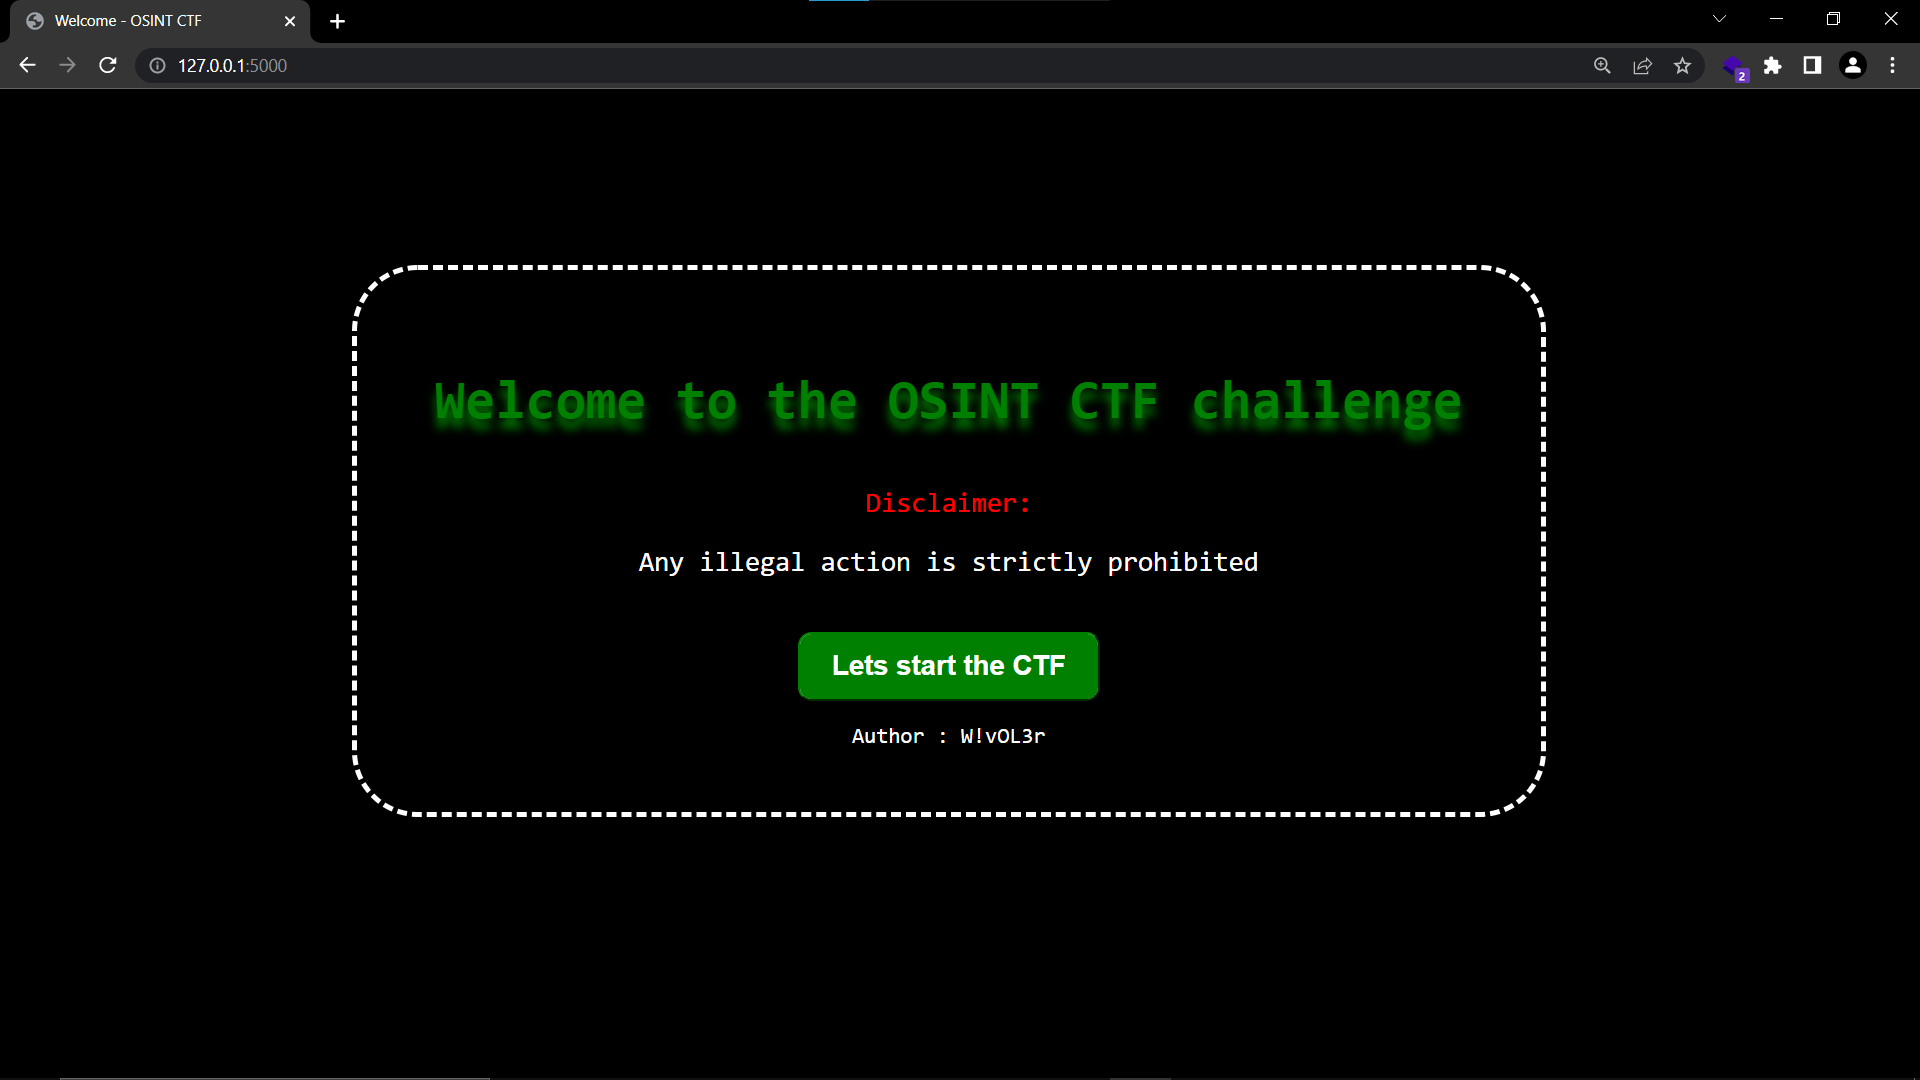 Welcome - OSINT CTF
127.0.0.1:5000
2
Welcome to the OSINT CTF challenge
Disclaimer:
Any illegal action is strictly prohibited
Lets start the CTF
Author : W!vOL3r